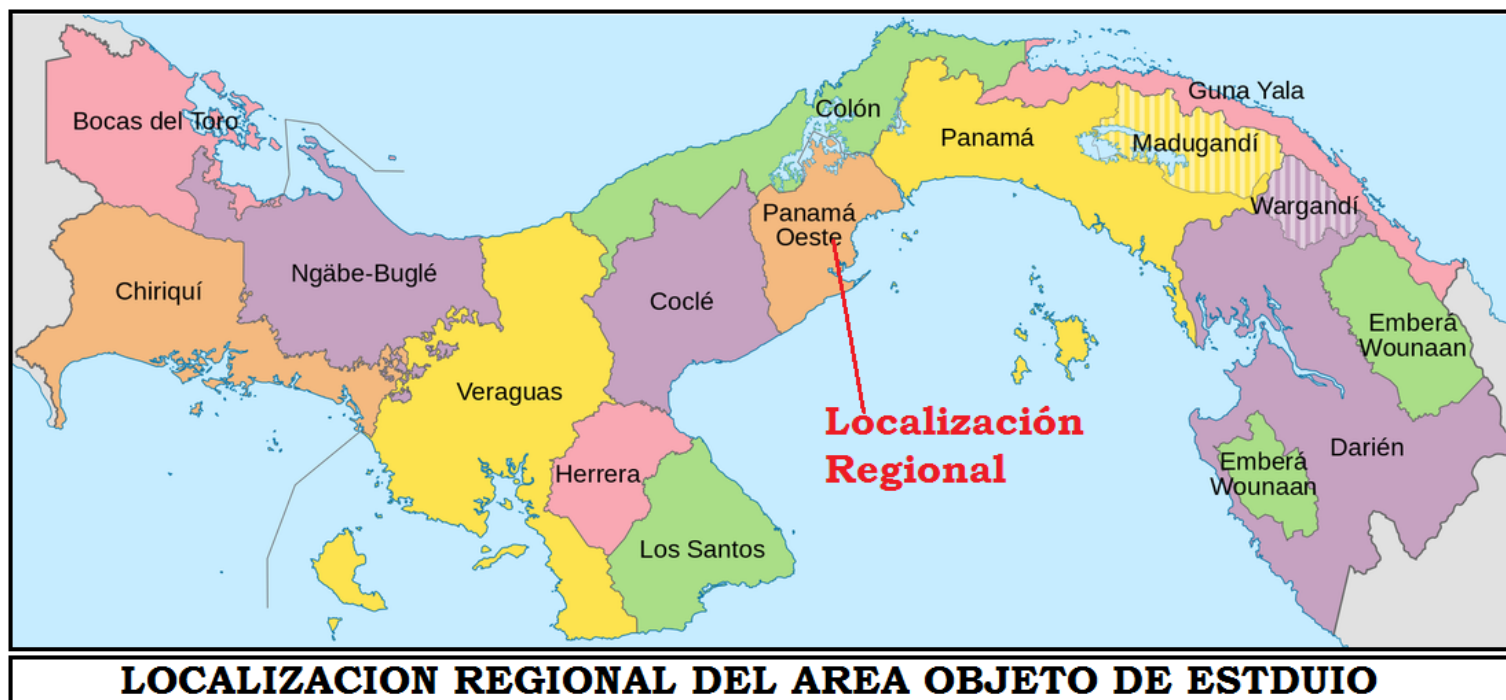 Bocas del Toro
Colón
Guna Yala
Panamá
Madugandí
Wargandí
Panamá
Oeste
Ngäbe-Buglé
Chiriquí
Coclé
Emberá
Wounaan
Veraguas
Localización
Regional
Herrera
Darién
Emberá
Wounaan
Los Santos
LOCALIZACION REGIONAL DEL AREA OBJETO DE ESTDUIO